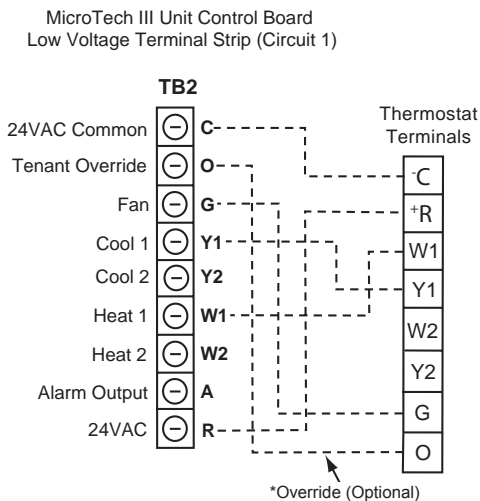 MicroTech III Unit Control Board
Low Voltage Terminal Strip (Circuit 1)
TB2
24VAC Common C
Tenant Override O
Fan G
Cool 1 Y1
Cool 2 Y2
Heat 1 W1
Heat 2 W2
Alarm Output A
24VAC R
Thermostat
Terminals
-C
+R
W1
Y1
W2
Y2
G
O
*Override (Optional)